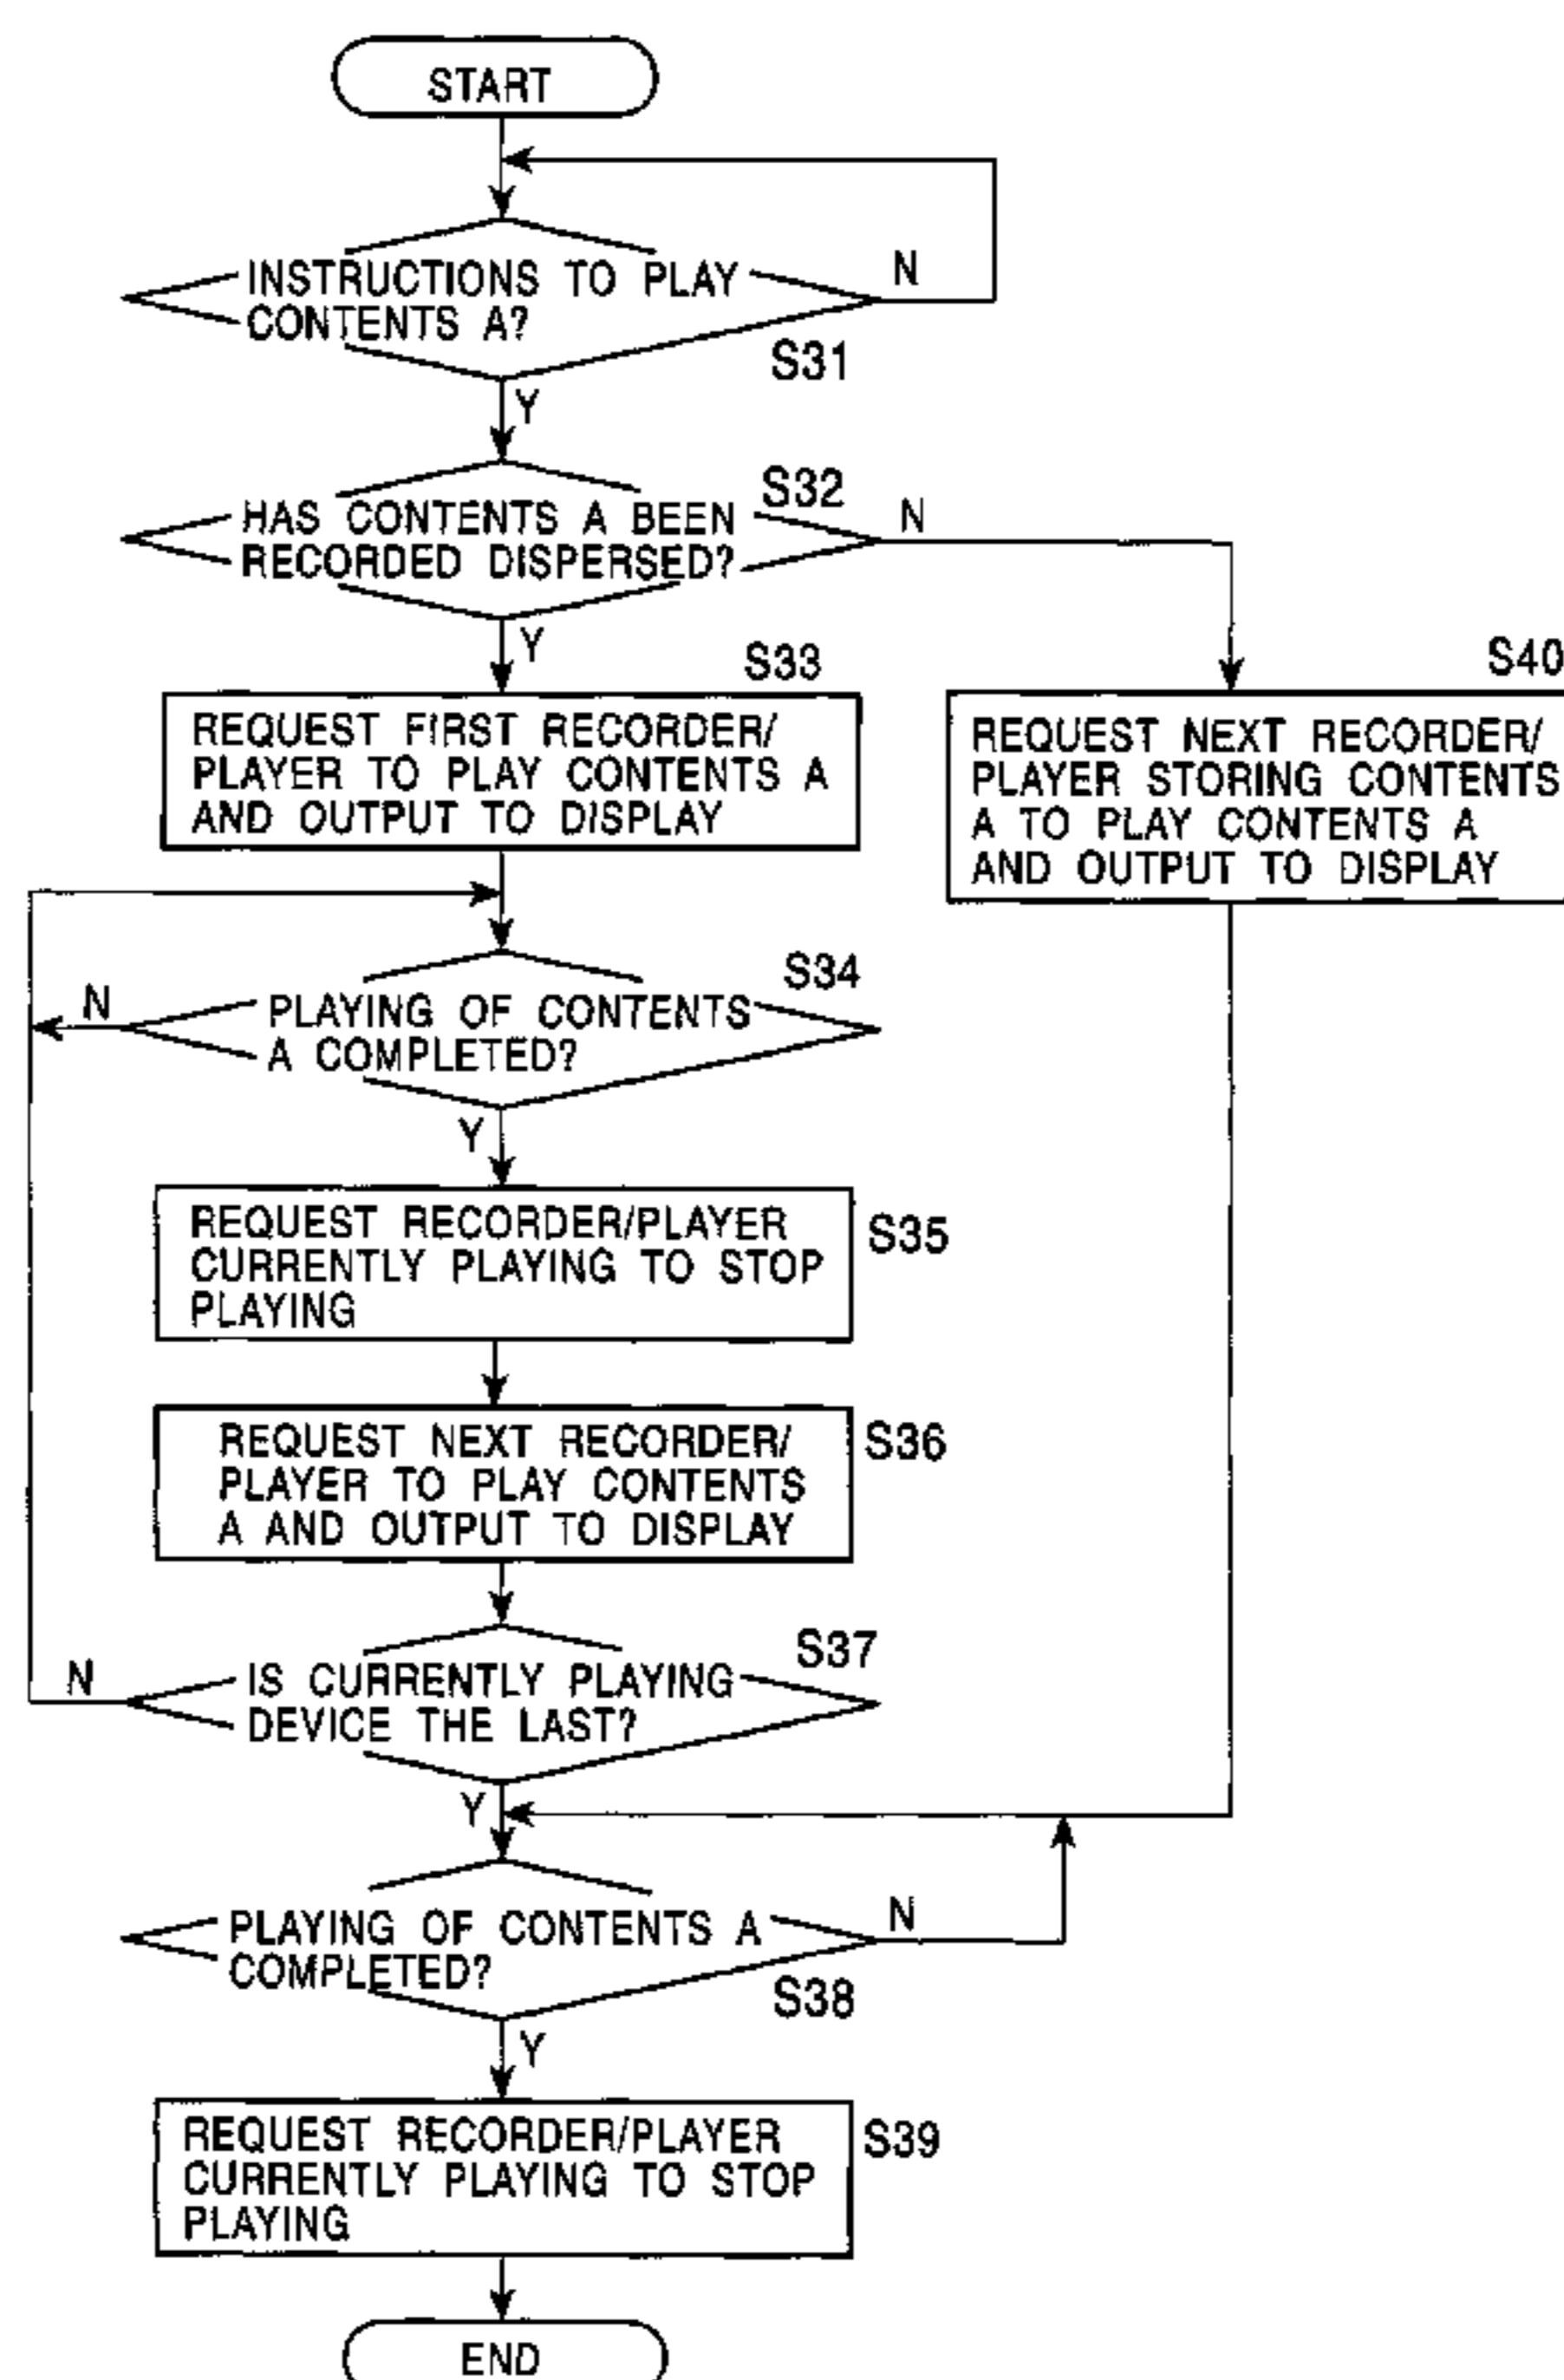 START
INSTRUCTIONS TO PLAY
CONTENTS A?
N
S31
Y
S32
HAS CONTENTS A BEEN
RECORDED DISPERSED?
N
Y
S33
REQUEST FIRST RECORDER/
PLAYER TO PLAY CONTENTS A
AND OUTPUT TO DISPLAY
S40
REQUEST NEXT RECORDER/
PLAYER STORING CONTENTS
A TO PLAY CONTENTS A
AND OUTPUT TO DISPLAY
S34
N
PLAYING OF CONTENTS
A COMPLETED?
Y
REQUEST RECORDER/PLAYER
CURRENTLY PLAYING TO STOP
PLAYING
S35
REQUEST NEXT RECORDER/
PLAYER TO PLAY CONTENTS
A AND OUTPUT TO DISPLAY
S36
S37
N
IS CURRENTLY PLAYING
DEVICE THE LAST?
Y
PLAYING OF CONTENTS A
COMPLETED?
N
S38
Y
REQUEST RECORDER/PLAYER
CURRENTLY PLAYING TO STOP
PLAYING
S39
END